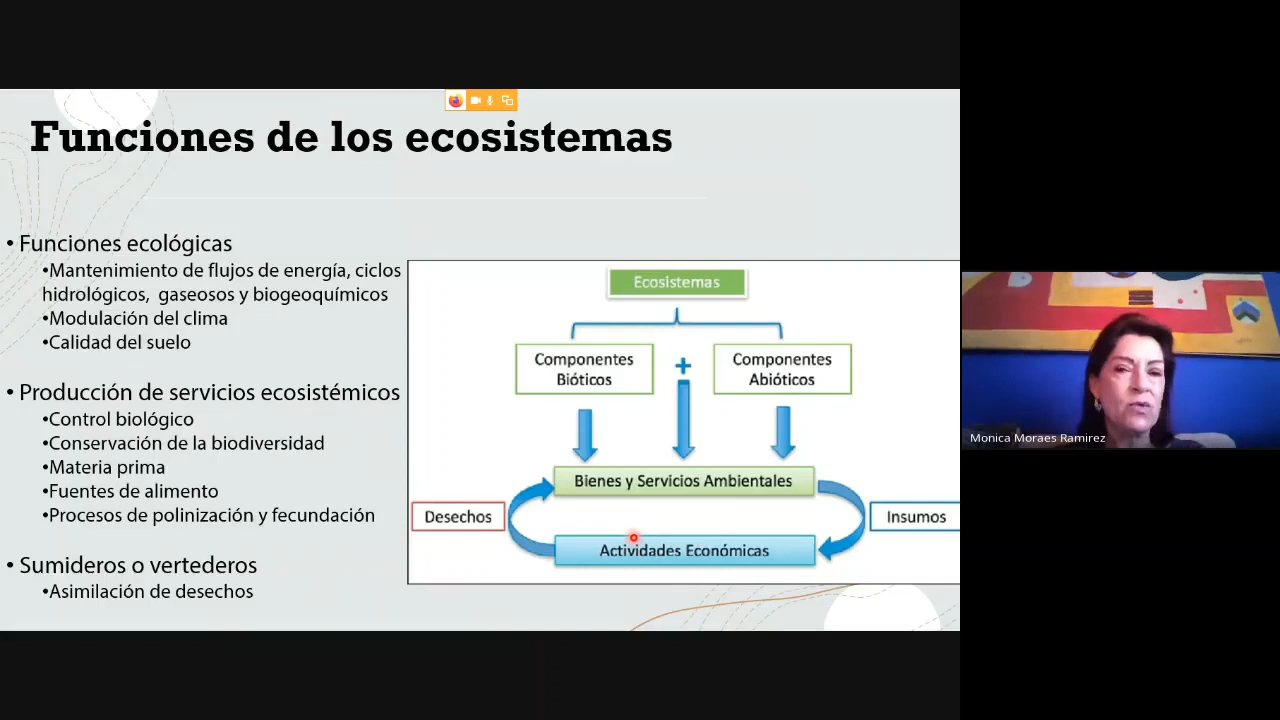 Funciones de los ecosistemas
• Funciones ecológicas
•Mantenimiento de flujos de energía, ciclos
hidrológicos, gaseosos y biogeoquímicos
•Modulación del clima
•Calidad del suelo
• Producción de servicios ecosistémicos
•Control biológico
•Conservación de la biodiversidad
•Materia prima
•Fuentes de alimento
•Procesos de polinización y fecundación
• Sumideros o vertederos
•Asimilación de desechos
Ecosistemas
Componentes
Bióticos
+
Componentes
Abióticos
Bienes y Servicios Ambientales
Desechos
Insumos
Actividades Económicas
Monica Moraes Ramirez